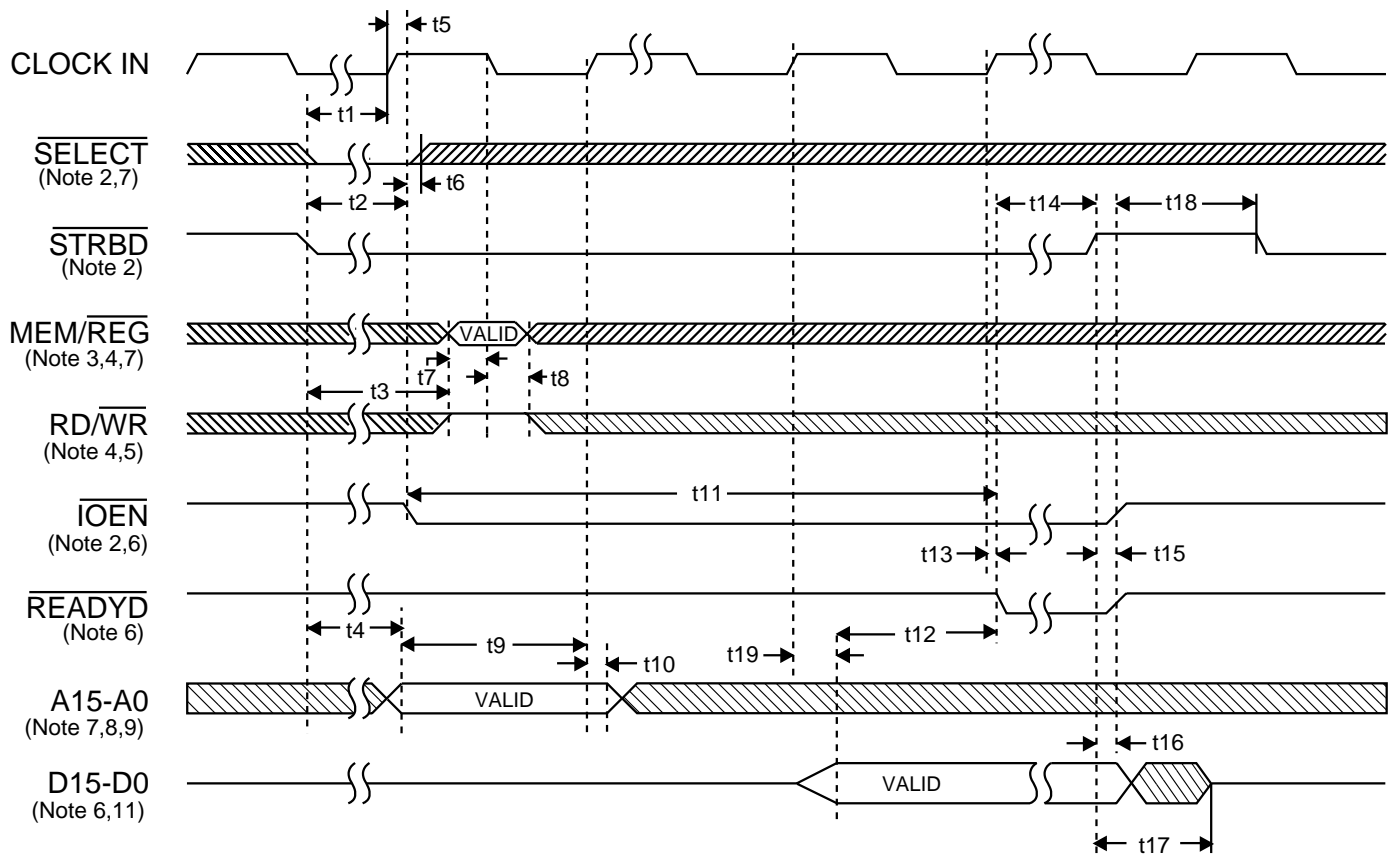 t5
CLOCK IN
t1
SELECT
(Note 2,7)
t6
t2
t14
t18
STRBD
(Note 2)
MEM/REG
VALID
(Note 3,4,7)
t7
t8
t3
RD/WR
(Note 4,5)
t11
IOEN
(Note 2,6)
t13
t15
READYD
(Note 6)
t4
t9
t12
t19
t10
A15-A0
VALID
(Note 7,8,9)
t16
D15-D0
VALID
(Note 6,11)
t17